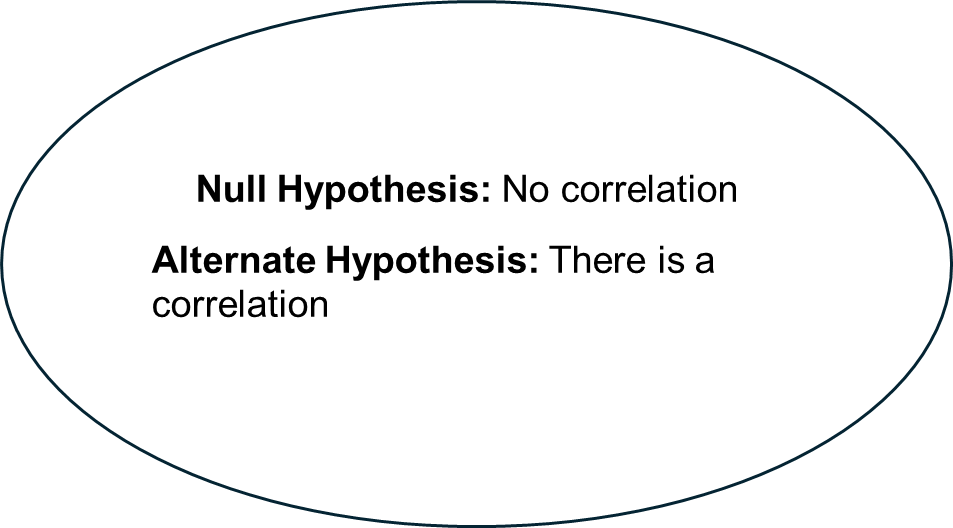 Null Hypothesis: No correlation
Alternate Hypothesis: There is a
correlation